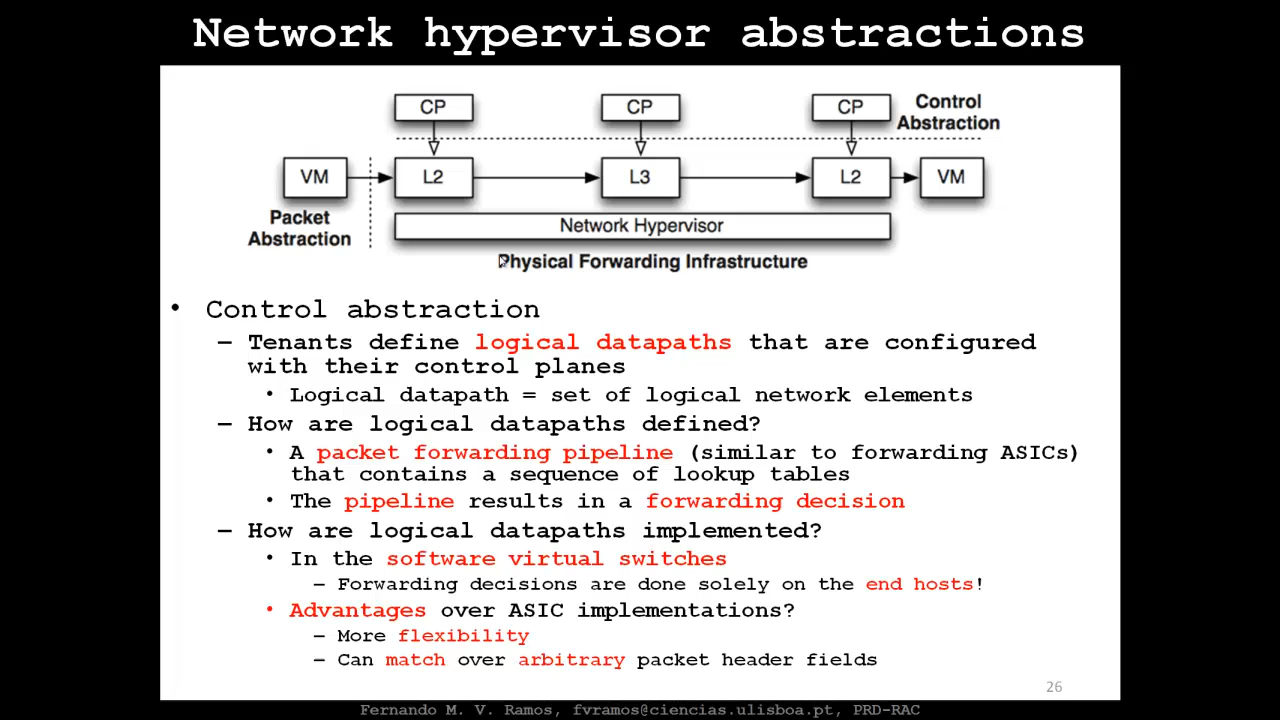 Network hypervisor abstractions
CP CP CP Control
Abstraction
VM L2 L3 L2 VM
Packet
Abstraction
Network Hypervisor
Physical Forwarding Infrastructure
• Control abstraction
– Tenants define logical datapaths that are configured
with their control planes
• Logical datapath = set of logical network elements
– How are logical datapaths defined?
• A packet forwarding pipeline (similar to forwarding ASICs)
that contains a sequence of lookup tables
• The pipeline results in a forwarding decision
– How are logical datapaths implemented?
• In the software virtual switches
– Forwarding decisions are done solely on the end hosts!
• Advantages over ASIC implementations?
– More flexibility
– Can match over arbitrary packet header fields
26
Fernando M. V. Ramos, fvramos@ciencias.ulisboa.pt, PRD-RAC